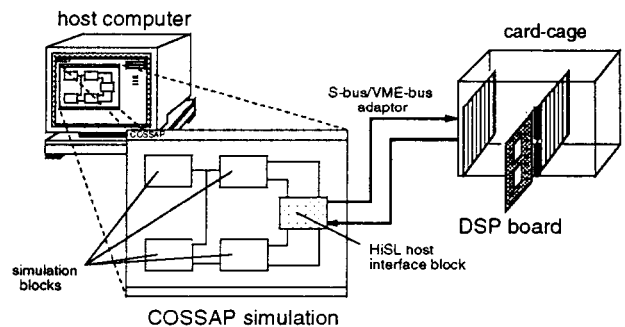 host computer
card-cage
S-bus/VME-bus
adaptor
COSSAP
DSP board
HiSL host
interface block
simulation
blocks
COSSAP simulation